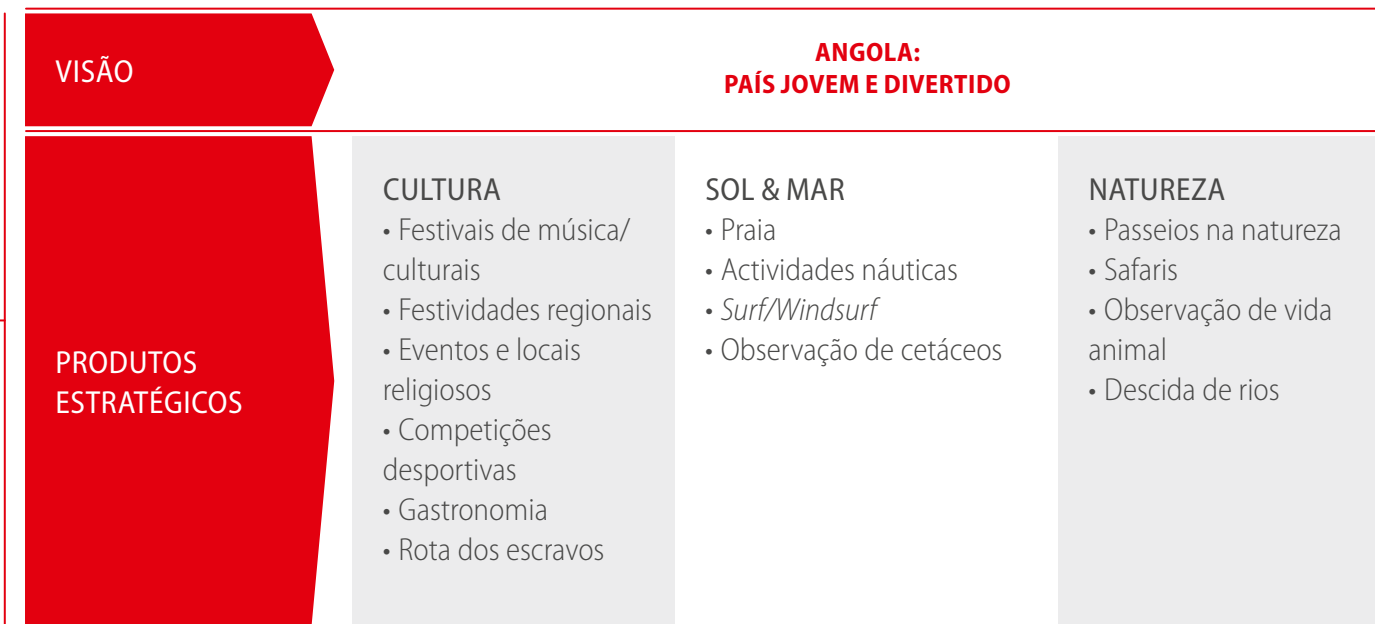 VISÃO
ANGOLA:
PAÍS JOVEM E DIVERTIDO
PRODUTOS
ESTRATÉGICOS
CULTURA
• Festivais de música/
culturais
• Festividades regionais
• Eventos e locais
religiosos
• Competições
desportivas
• Gastronomia
• Rota dos escravos
SOL & MAR
• Praia
• Actividades náuticas
• Surf/Windsurf
• Observação de cetáceos
NATUREZA
• Passeios na natureza
• Safaris
• Observação de vida
animal
• Descida de rios